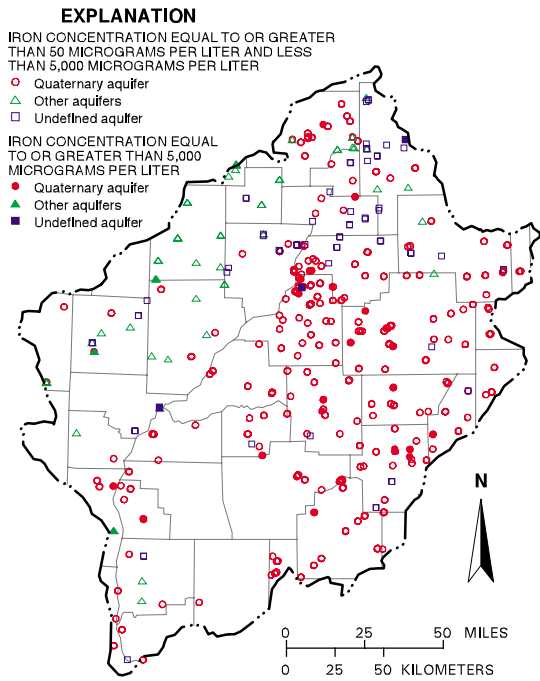 EXPLANATION
IRON CONCENTRATION EQUAL TO OR GREATER
THAN 50 MICROGRAMS PER LITER AND LESS
THAN 5,000 MICROGRAMS PER LITER
Quaternary aquifer
Other aquifers
Undefined aquifer
IRON CONCENTRATION EQUAL
TO OR GREATER THAN 5,000
MICROGRAMS PER LITER
Quaternary aquifer
Other aquifers
Undefined aquifer
N
0 25 50 MILES
0 25 50 KILOMETERS